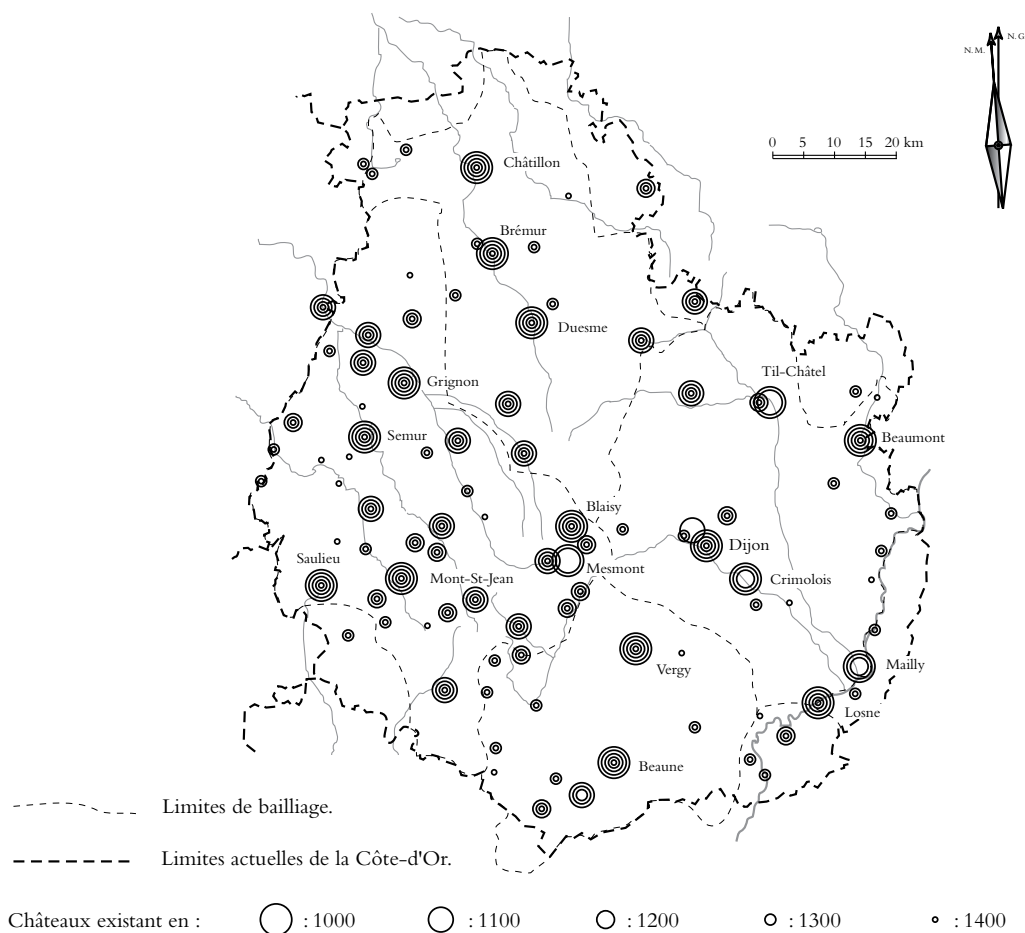 N.M.
N.G
0 5 10 15 20 km
Châtillon
Brémur
Duesme
Til-Châtel
Grignon
Semur
Beaumont
Blaisy
Dijon
Saulieu
Mont-St-Jean
Mesmont
Crimolois
Vergy
Mailly
Losne
Beaune
Limites de bailliage.
Limites actuelles de la Côte-d'Or.
Châteaux existant en : : 1000 : 1100 : 1200 : 1300 : 1400